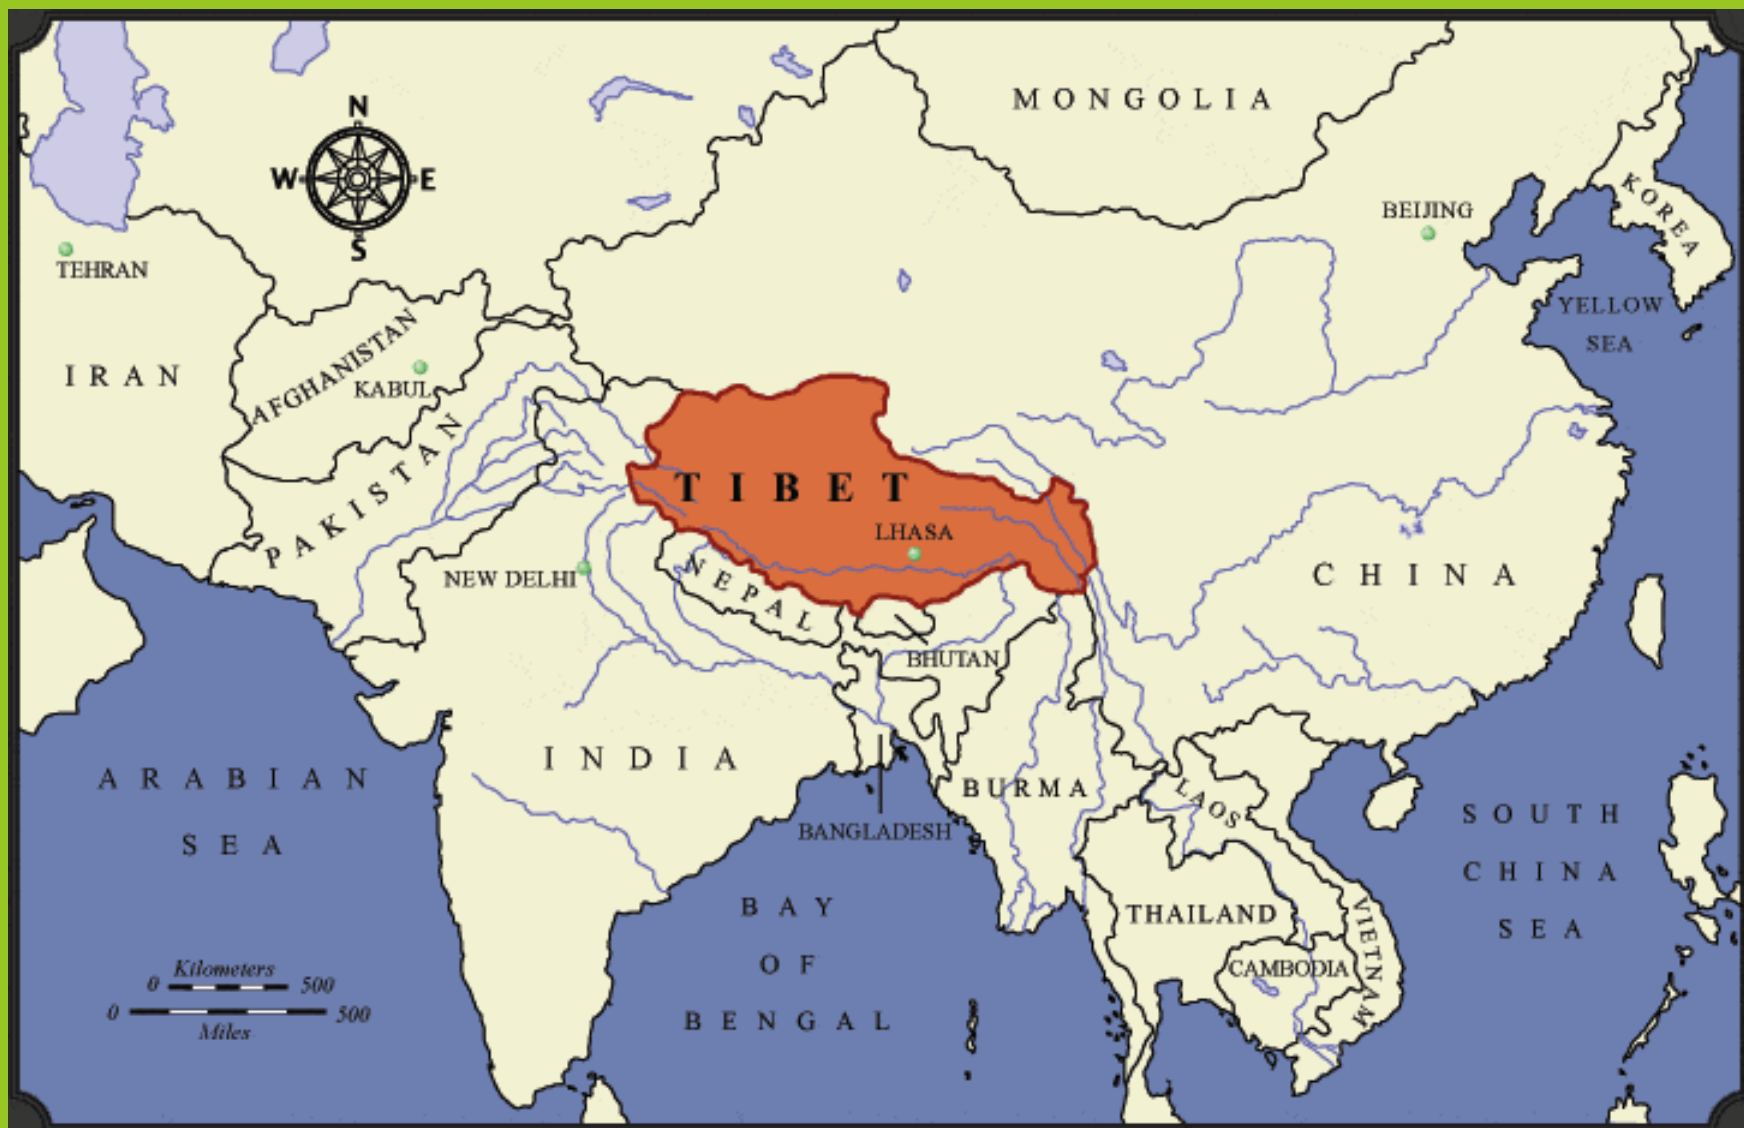 MONGOLIA
N
W E
S
KOREA
BEIJING
TEHRAN
YELLOW
SEA
AFGHANISTAN
IRAN
KABUL
PAKISTAN
TIBET
LHASA
NEW DELHI
NEPAL
CHINA
BHUTAN
INDIA
ARABIAN
SEA
BURMA
LAOS
BANGLADESH
SOUTH
CHINA
SEA
BAY
OF
BENGAL
THAILAND
VIETNAM
CAMBODIA
Kilometers
0 500
0 500
Miles